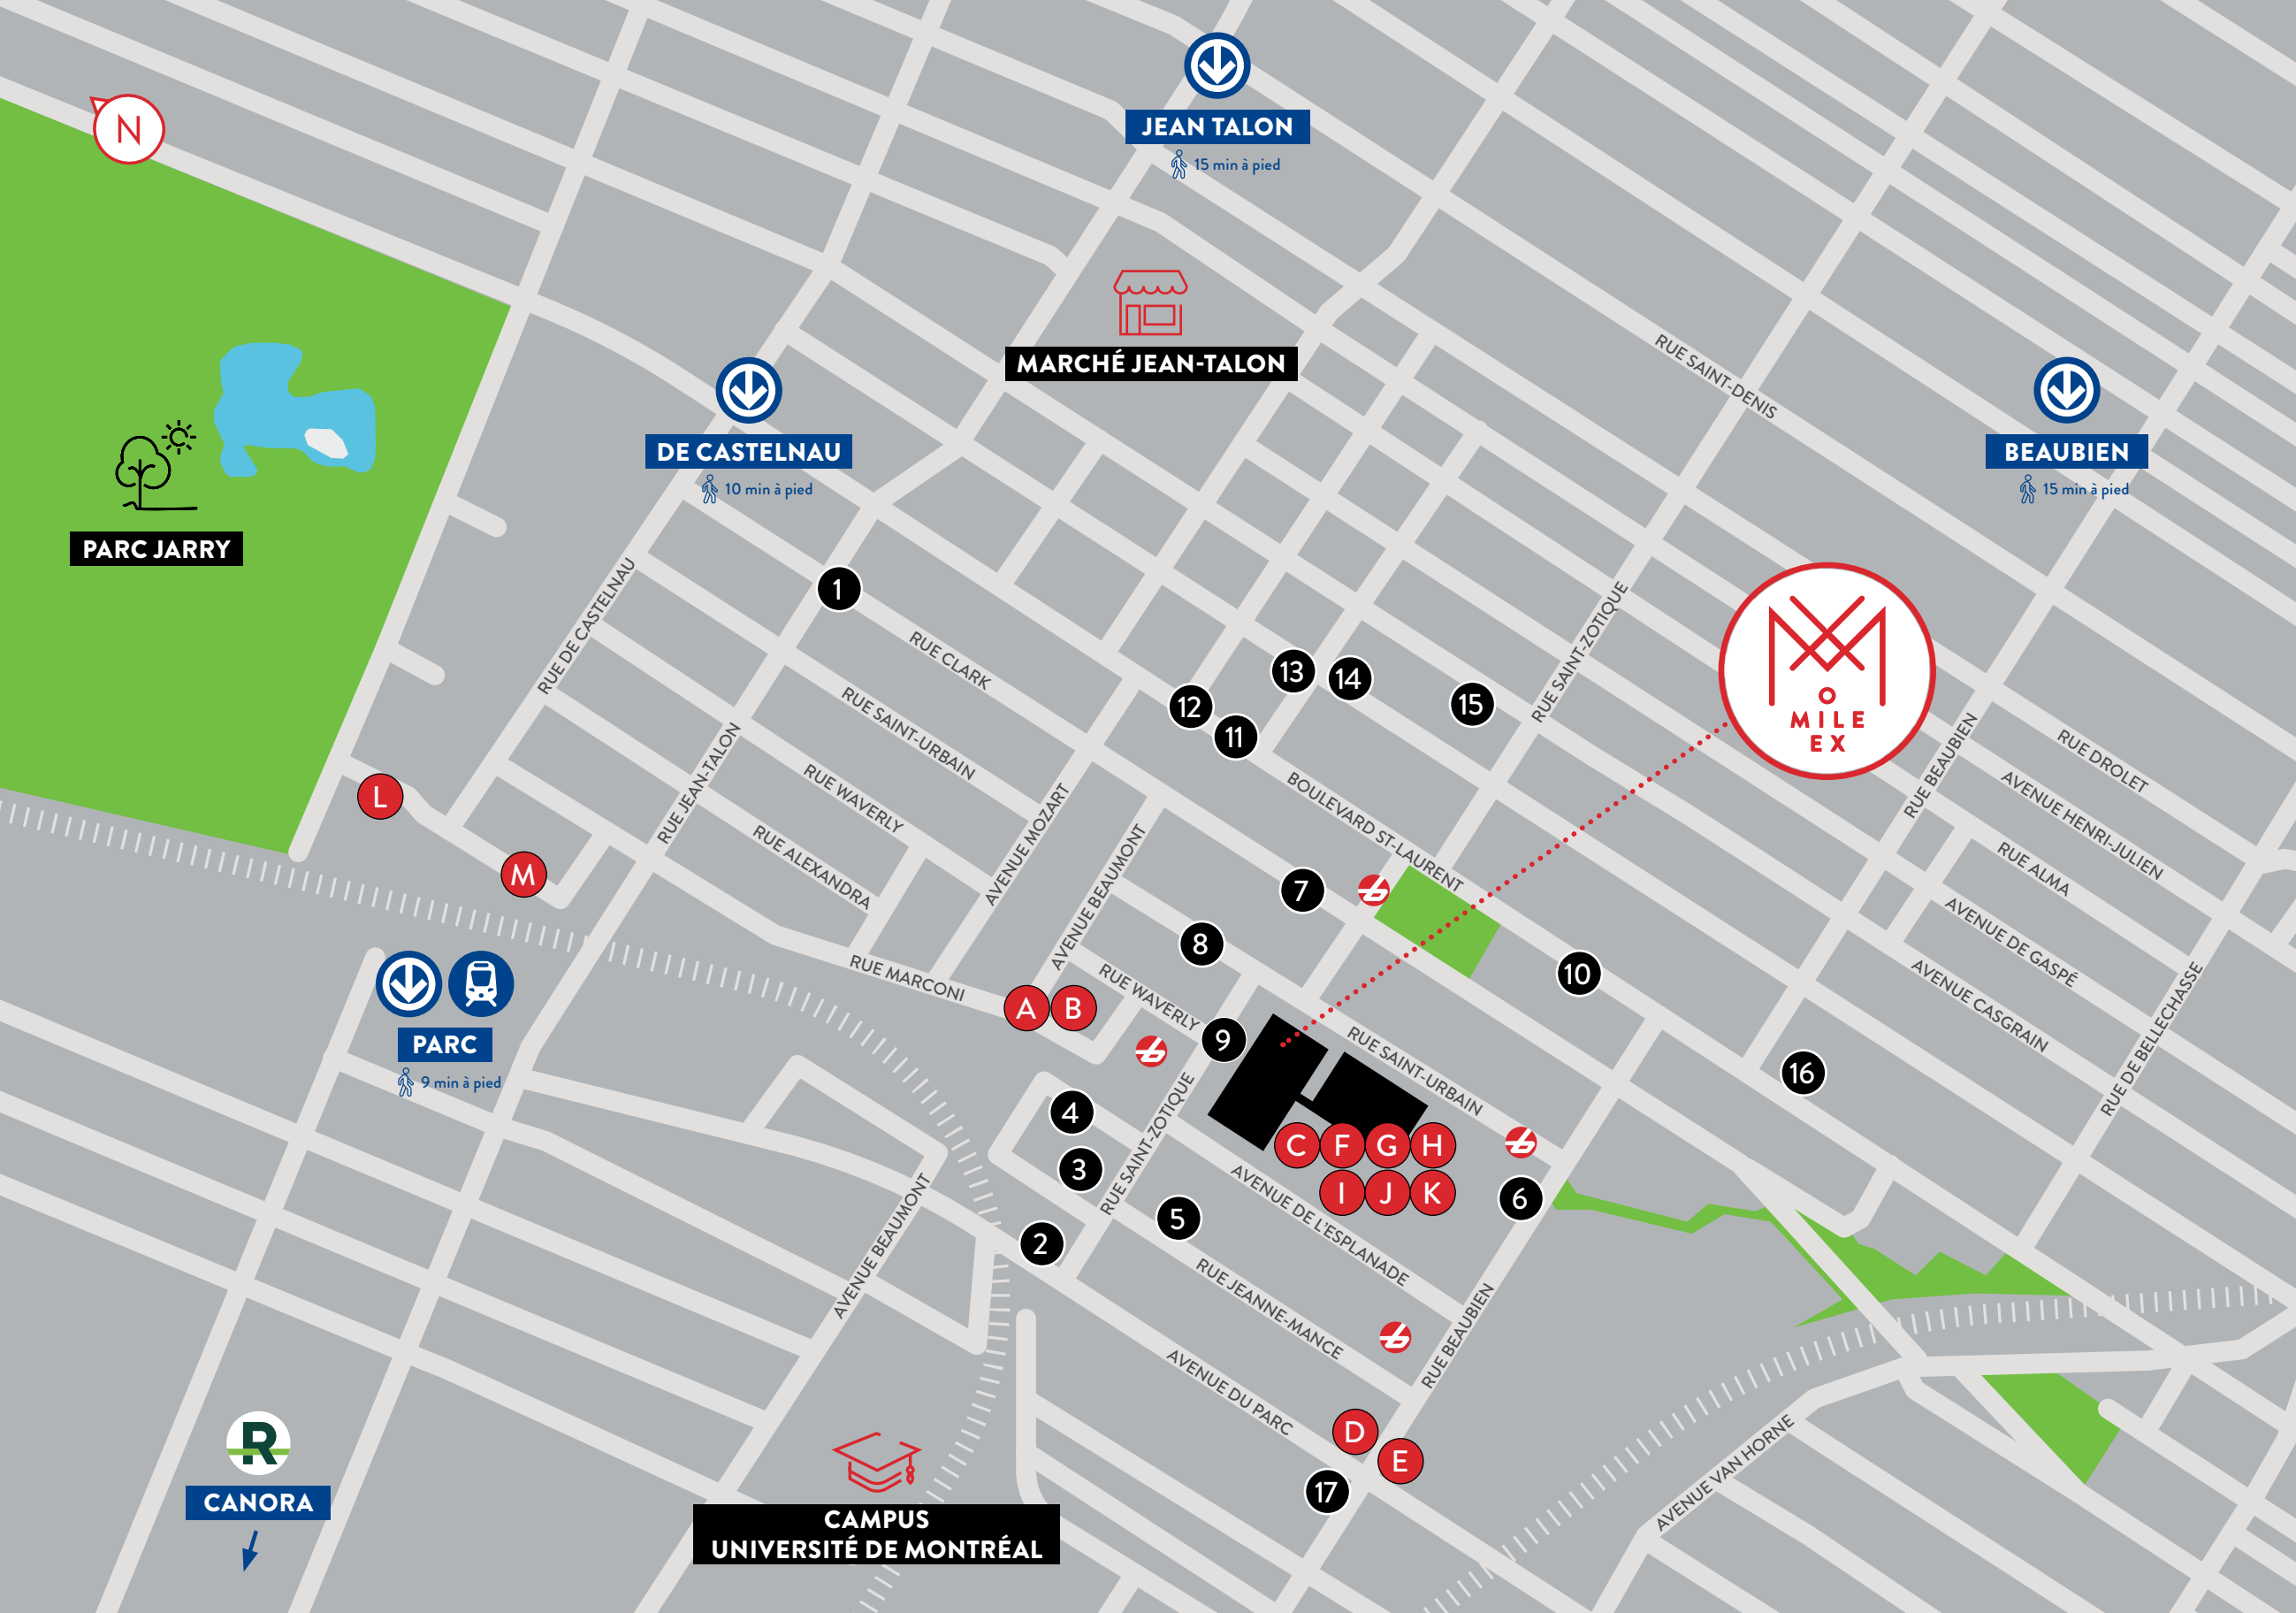 N
JEAN TALON
15 min à pied
MARCHÉ JEAN-TALON
RUE SAINT-DENIS
DE CASTELNAU
10 min à pied
BEAUBIEN
15 min à pied
PARC JARRY
RUE DE CASTELNAU
1
RUE CLARK
RUE SAINT-URBAIN
RUE WAVERLY
RUE ALEXANDRA
RUE JEAN-TALON
AVENUE MOZART
AVENUE BEAUMONT
12
11
13
14
15
RUE SAINT-ZOTIQUE
O
MILE
EX
RUE BEAUBIEN
RUE DROLET
AVENUE HENRI-JULIEN
RUE ALMA
AVENUE DE GASPÉ
AVENUE CASGRAIN
RUE DE BELLECHASSE
BOULEVARD ST-LAURENT
L
M
7
8
10
RUE MARCONI
A
B
RUE WAVERLY
9
RUE SAINT-URBAIN
16
PARC
9 min à pied
4
3
RUE SAINT-ZOTIQUE
C
F
G
H
I
J
K
6
5
2
AVENUE DE L'ESPLANADE
RUE JEANNE-MANCE
AVENUE BEAUMONT
AVENUE DU PARC
RUE BEAUBIEN
D
E
17
AVENUE VAN HORNE
R
CANORA
CAMPUS
UNIVERSITÉ DE MONTRÉAL